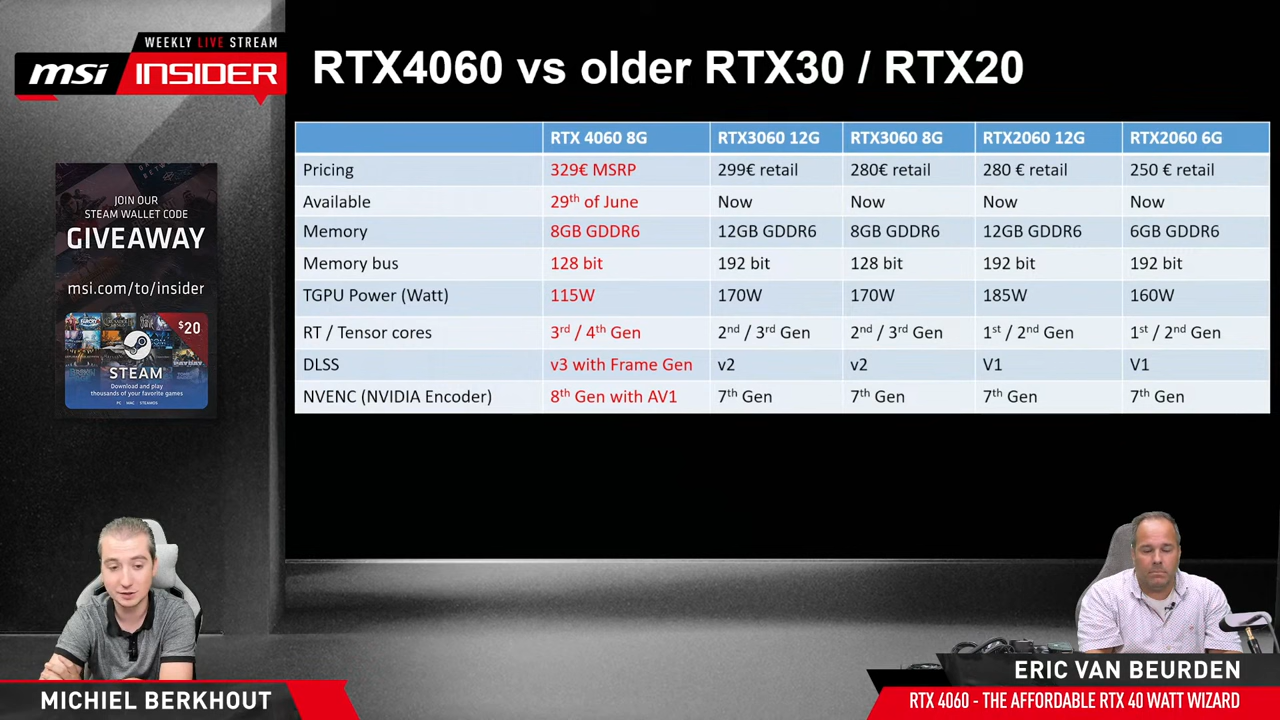 WEEKLY LIVE STREAM
msi INSIDER
RTX4060 vs older RTX30 / RTX20
JOIN OUR
STEAM WALLET CODE
GIVEAWAY
msi.com/to/insider
$20
STEAM
Download and play
thousands of your favorite games
PC | MAC | STEAMOS
RTX 4060 8G RTX3060 12G RTX3060 8G RTX2060 12G RTX2060 6G
Pricing 329€ MSRP 299€ retail 280€ retail 280 € retail 250 € retail
Available 29th of June Now Now Now Now
Memory 8GB GDDR6 12GB GDDR6 8GB GDDR6 12GB GDDR6 6GB GDDR6
Memory bus 128 bit 192 bit 128 bit 192 bit 192 bit
TGPU Power (Watt) 115W 170W 170W 185W 160W
RT / Tensor cores 3rd / 4th Gen 2nd / 3rd Gen 2nd / 3rd Gen 1st / 2nd Gen 1st / 2nd Gen
DLSS v3 with Frame Gen v2 v2 V1 V1
NVENC (NVIDIA Encoder) 8th Gen with AV1 7th Gen 7th Gen 7th Gen 7th Gen
MICHIEL BERKHOUT
ERIC VAN BEURDEN
RTX 4060 - THE AFFORDABLE RTX 40 WATT WIZARD